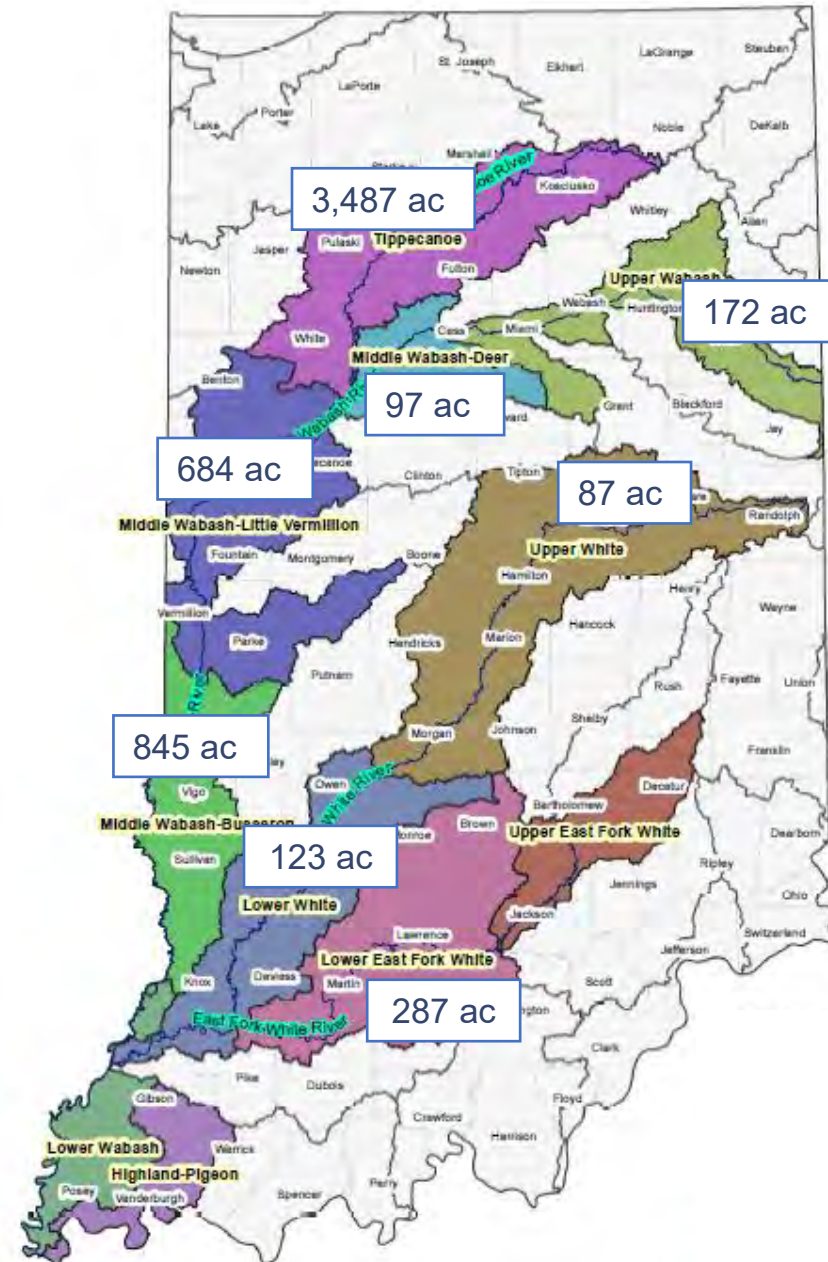 Steuben
LaGrange
St. Joseph
Elkhart
LaPorte
Porter
Lake
Noble
DeKalb
Marshall
Kosciusko
3,487 ac
Whitley
Allen
Pulaski
Tippecanoe
Jasper
Newton
Fulton
Upper Wabash
Wabash
Huntington
172 ac
Cass
Miami
White
Middle Wabash-Deer
Benton
97 ac
Grant
Blackford
Jay
684 ac
Clinton
Tipton
87 ac
Randolph
Middle Wabash-Little Vermillion
Upper White
Fountain
Montgomery
Boone
Hamilton
Henry
Vermillion
Wayne
Parke
Hendricks
Marion
Hancock
Putnam
Rush
Fayette
Union
Shelby
845 ac
Morgan
Johnson
Franklin
Owen
Vigo
White River
Decatur
Bartholomew
Middle Wabash-Busseron
Brown
Upper East Fork White
Dearborn
Sullivan
123 ac
Ripley
Jennings
Ohio
Lower White
Jackson
Switzerland
Lawrence
Jefferson
Lower East Fork White
Scott
Knox
Daviess
Martin
287 ac
East Fork-White River
Clark
Pike
Dubois
Gibson
Floyd
Crawford
Harrison
Lower Wabash
Warrick
Highland-Pigeon
Perry
Posey
Vanderburgh
Spencer